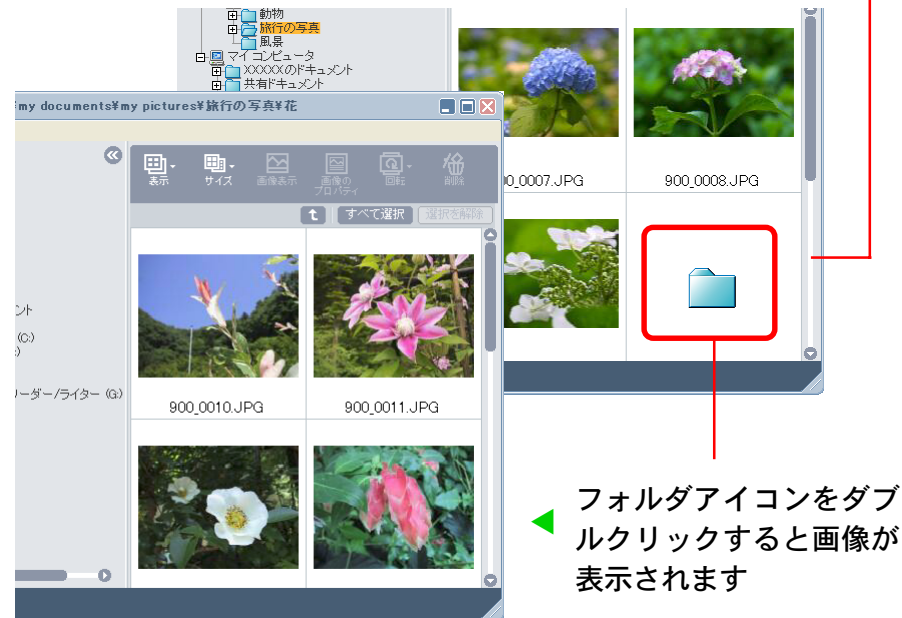 動物
旅行の写真
風景
マイ コンピュータ
XXXXXのドキュメント
共有ドキュメント
my documents¥my pictures¥旅行の写真¥花
表示
サイズ
画像表示
画像の
プロパティ
回転
削除
すべて選択
選択を解除
900_0008.JPG
ント
(C:)
ーダー/ライター (G:)
900_0010.JPG
900_0011.JPG
フォルダアイコンをダブ
ルクリックすると画像が
表示されます